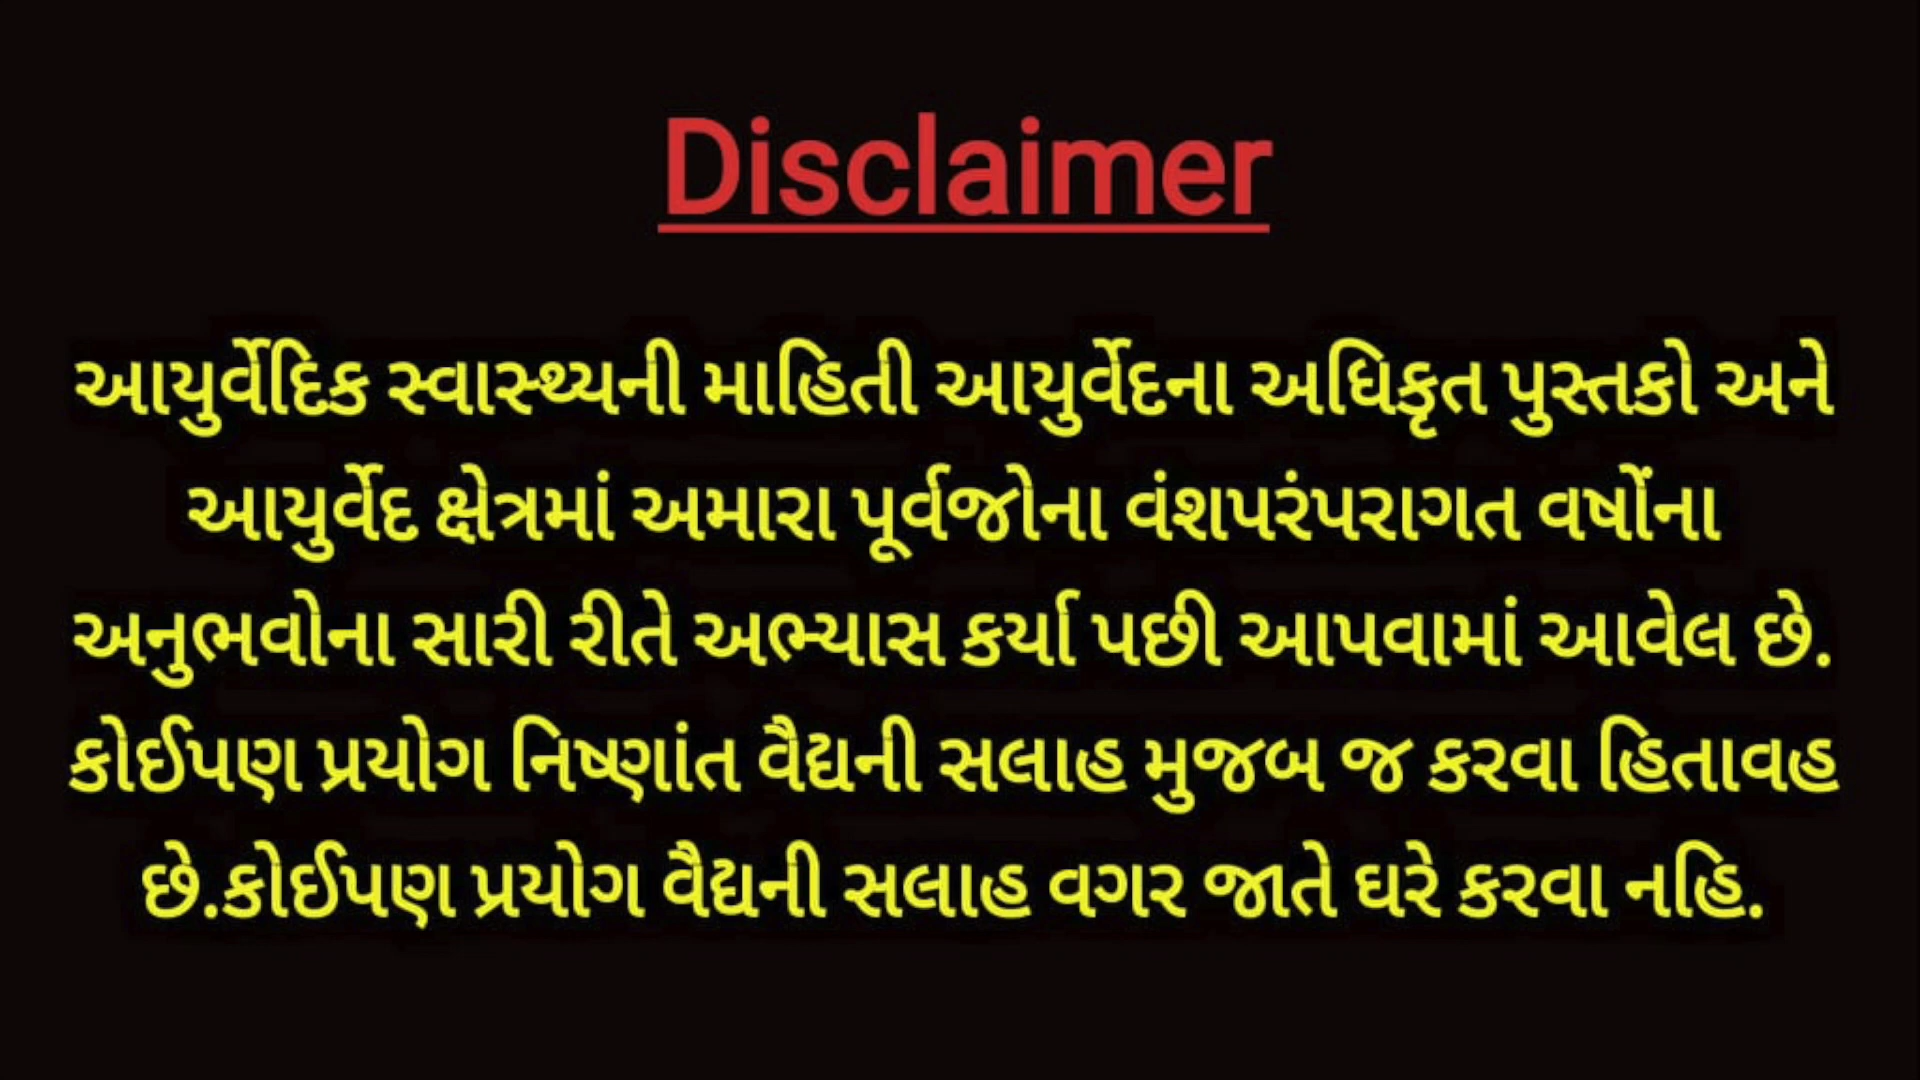 Disclaimer
આયુર્વેદિક સ્વાસ્થ્યની માહિતી આયુર્વેદના અધિકૃત પુસ્તકો અને
આયુર્વેદ ક્ષેત્રમાં અમારા પૂર્વજોના વંશપરંપરાગત વર્ષોંના
અનુભવોના સારી રીતે અભ્યાસ કર્યા પછી આપવામાં આવેલ છે.
કોઈપણ પ્રયોગ નિષ્ણાંત વૈદ્યની સલાહ મુજબ જ કરવા હિતાવહ
છે.કોઈપણ પ્રયોગ વૈદ્યની સલાહ વગર જાતે ઘરે કરવા નહિ.